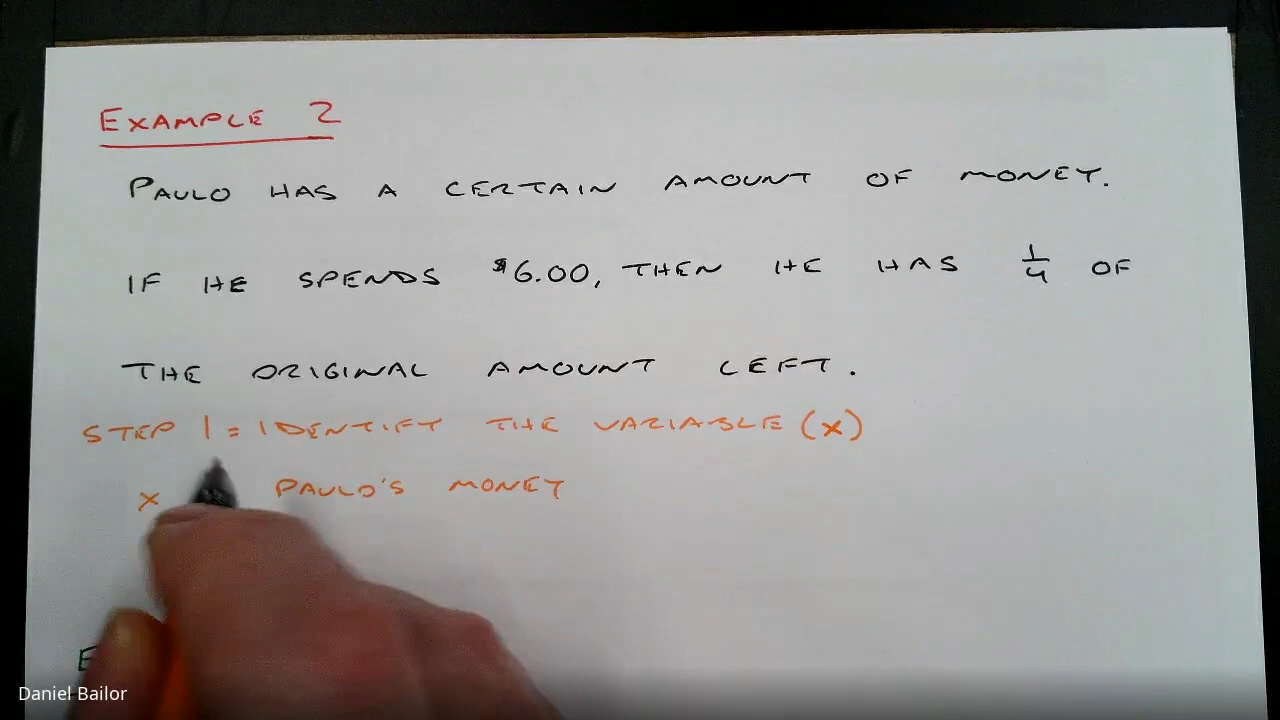 EXAMPLE 2
PAULO HAS A CERTAIN AMOUNT OF MONEY.
IF HE SPENDS $6.00, THEN HE HAS 1/4 OF
THE ORIGINAL AMOUNT LEFT.
STEP 1 = IDENTIFY THE VARIABLE (X)
X PAULO'S MONEY
E
Daniel Bailor